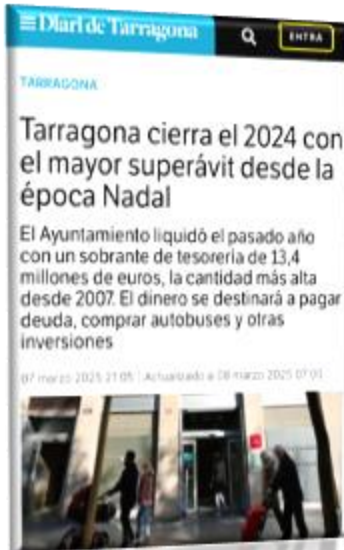 Diari de Tarragona
ENTRA
TARRAGONA
Tarragona cierra el 2024 con
el mayor superávit desde la
época Nadal
El Ayuntamiento liquidó el pasado año
con un sobrante de tesorería de 13,4
millones de euros, la cantidad más alta
desde 2007. El dinero se destinará a pagar
deuda, comprar autobuses y otras
inversiones
07 marzo 2025 21:05 | Actualizado a 08 marzo 2025 07:00